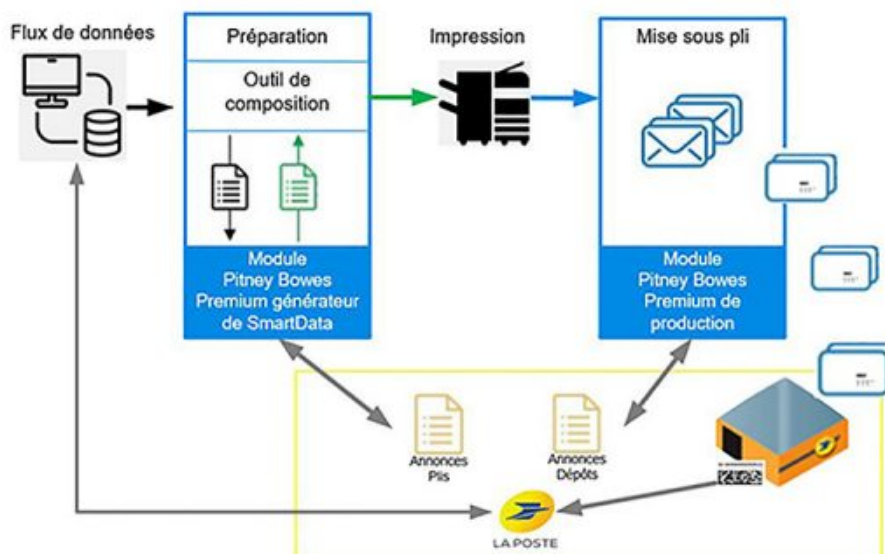 Flux de données
Préparation
Outil de
composition
Module
Pitney Bowes
Premium générateur
de SmartData
Impression
Mise sous pli
Module
Pitney Bowes
Premium de
production
Annonces
Plis
Annonces
Dépôts
LA POSTE